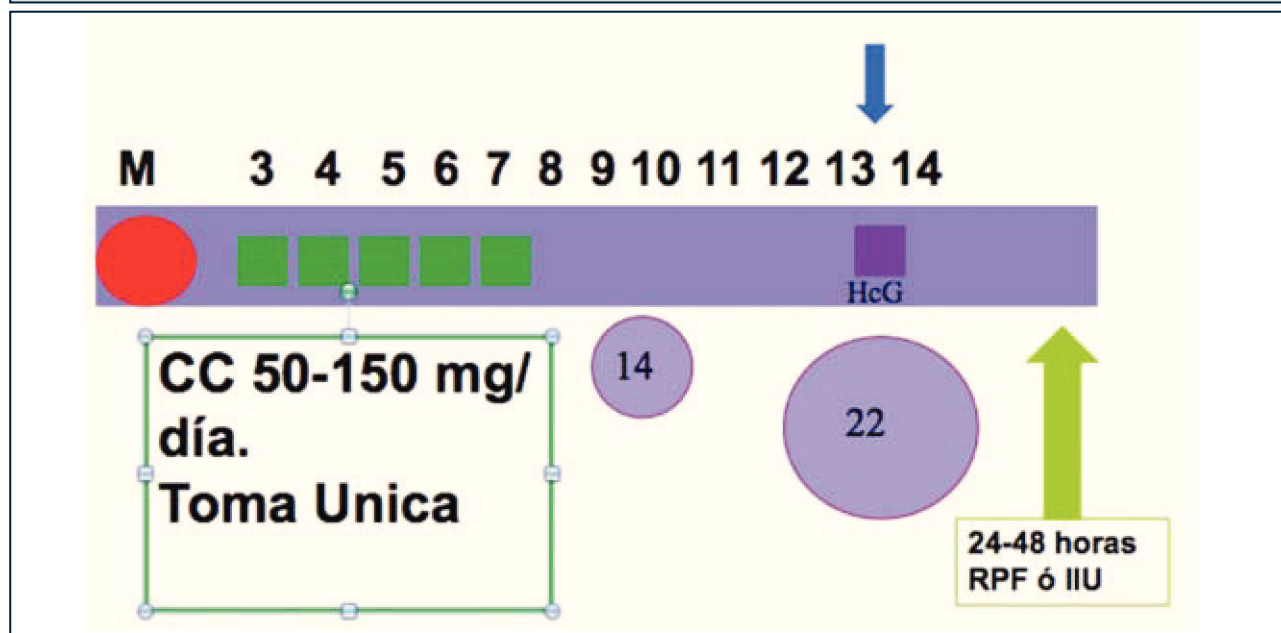 M 3 4 5 6 7 8 9 10 11 12 13 14
HcG
CC 50-150 mg/
día.
Toma Unica
14
22
24-48 horas
RPF ó IIU